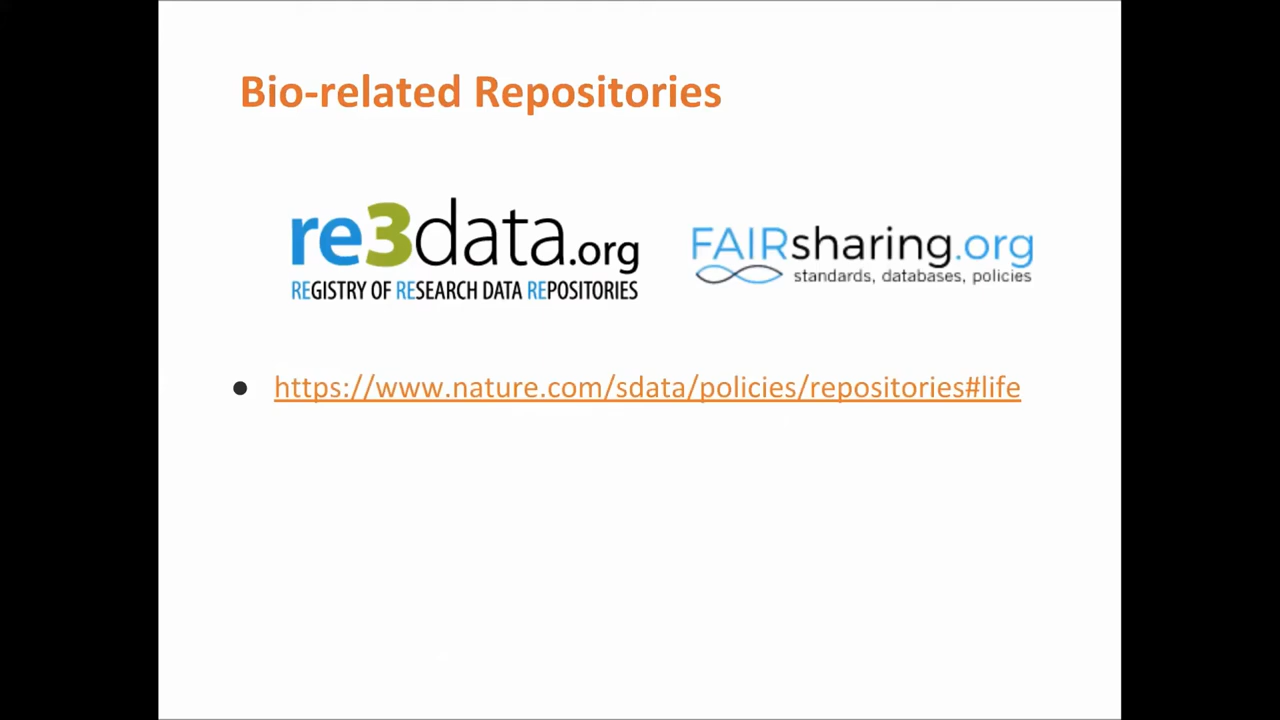 Bio-related Repositories
re3data.org
REGISTRY OF RESEARCH DATA REPOSITORIES
FAIRsharing.org
standards, databases, policies
● https://www.nature.com/sdata/policies/repositories#life